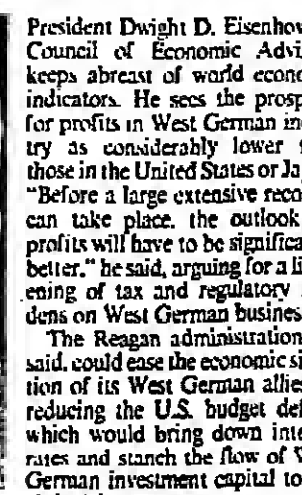 President Dwight D. Eisenhow
Council of Economic Advi
keeps abreast of world econo
indicators. He sees the prosp
for profits in West German in
try as considerably lower
those in the United States or Ja
"Before a large extensive reco
can take place, the outlook
profits will have to be significa
better." he said, arguing for a li
ening of tax and regulatory
dens on West German busines
The Reagan administration
said, could ease the economic si
tion of its West German allie
reducing the U.S. budget def
which would bring down inte
rates and stanch the flow of W
German investment capital to